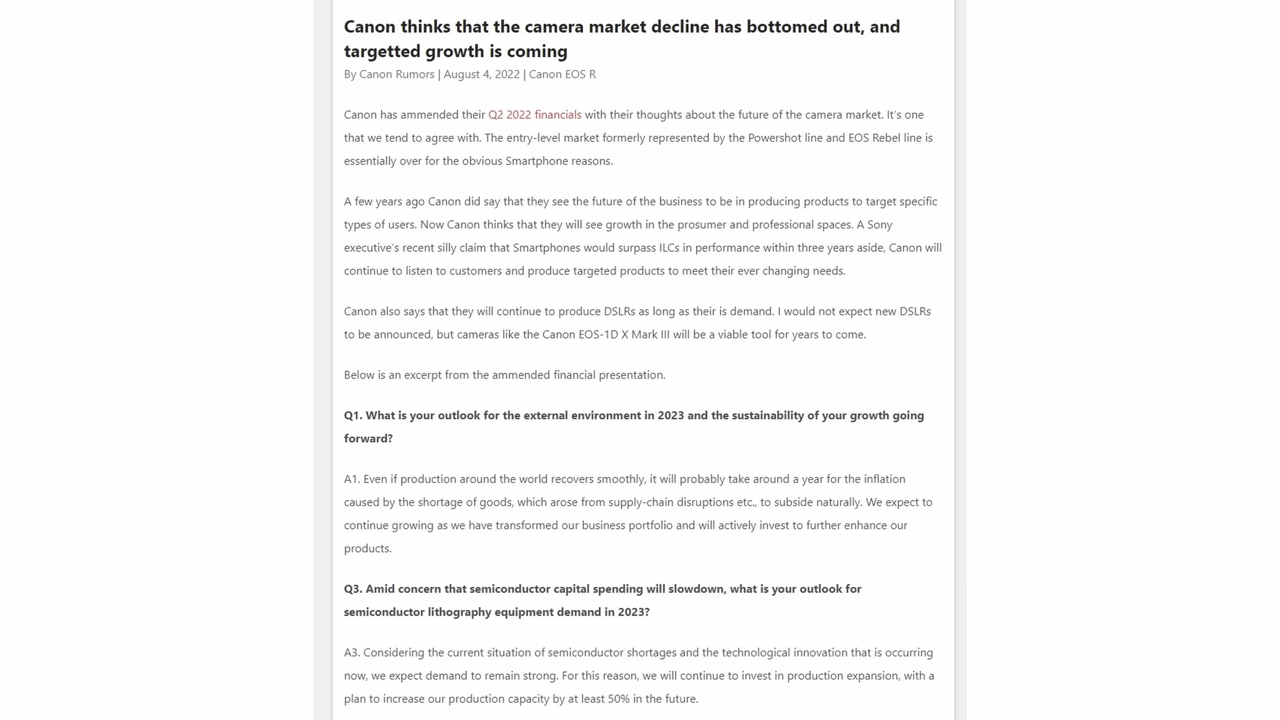 Canon thinks that the camera market decline has bottomed out, and
targetted growth is coming
By Canon Rumors | August 4, 2022 | Canon EOS R
Canon has ammended their Q2 2022 financials with their thoughts about the future of the camera market. It's one
that we tend to agree with. The entry-level market formerly represented by the Powershot line and EOS Rebel line is
essentially over for the obvious Smartphone reasons.
A few years ago Canon did say that they see the future of the business to be in producing products to target specific
types of users. Now Canon thinks that they will see growth in the prosumer and professional spaces. A Sony
executive's recent silly claim that Smartphones would surpass ILCs in performance within three years aside, Canon will
continue to listen to customers and produce targeted products to meet their ever changing needs.
Canon also says that they will continue to produce DSLRs as long as their is demand. I would not expect new DSLRs
to be announced, but cameras like the Canon EOS-1D X Mark III will be a viable tool for years to come.
Below is an excerpt from the ammended financial presentation.
Q1. What is your outlook for the external environment in 2023 and the sustainability of your growth going
forward?
A1. Even if production around the world recovers smoothly, it will probably take around a year for the inflation
caused by the shortage of goods, which arose from supply-chain disruptions etc., to subside naturally. We expect to
continue growing as we have transformed our business portfolio and will actively invest to further enhance our
products.
Q3. Amid concern that semiconductor capital spending will slowdown, what is your outlook for
semiconductor lithography equipment demand in 2023?
A3. Considering the current situation of semiconductor shortages and the technological innovation that is occurring
now, we expect demand to remain strong. For this reason, we will continue to invest in production expansion, with a
plan to increase our production capacity by at least 50% in the future.